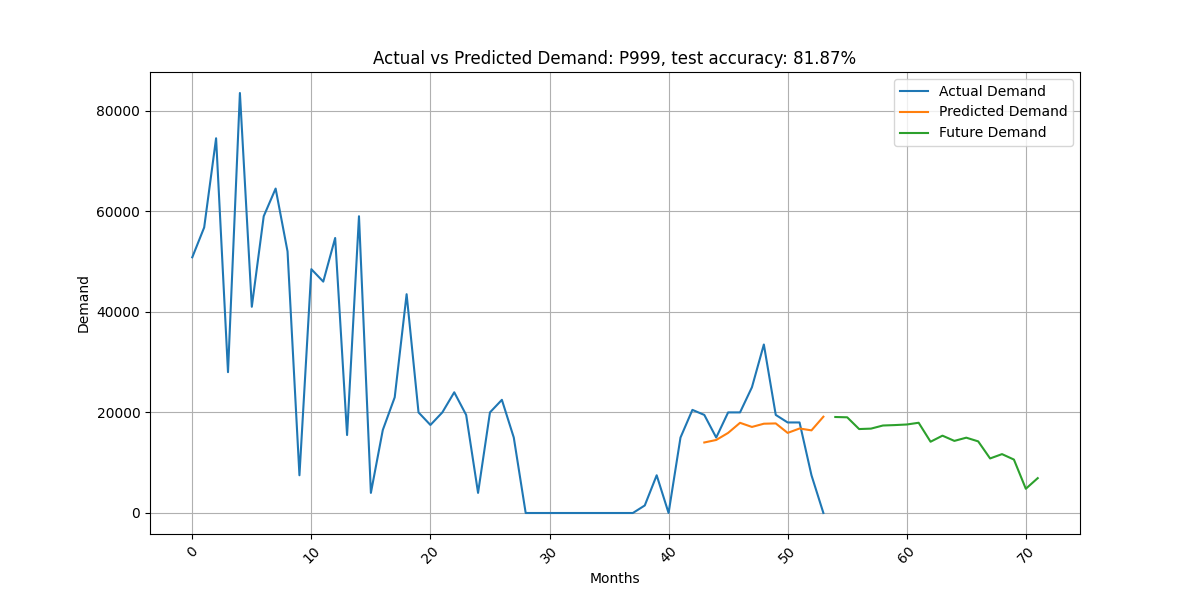 Actual vs Predicted Demand: P999, test accuracy: 81.87%
Actual Demand
Predicted Demand
Future Demand
80000
60000
40000
20000
0
Demand
0
10
20
30
40
50
60
70
Months